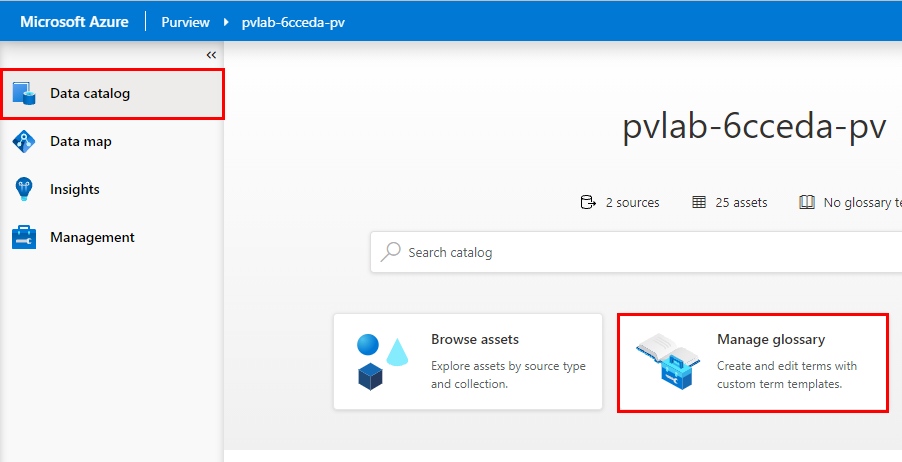 Microsoft Azure
Purview
pvlab-6cceda-pv
«
Data catalog
Data map
Insights
Management
pvlab-6cceda-pv
2 sources
25 assets
No glossary te
Search catalog
Browse assets
Explore assets by source type
and collection.
Manage glossary
Create and edit terms with
custom term templates.